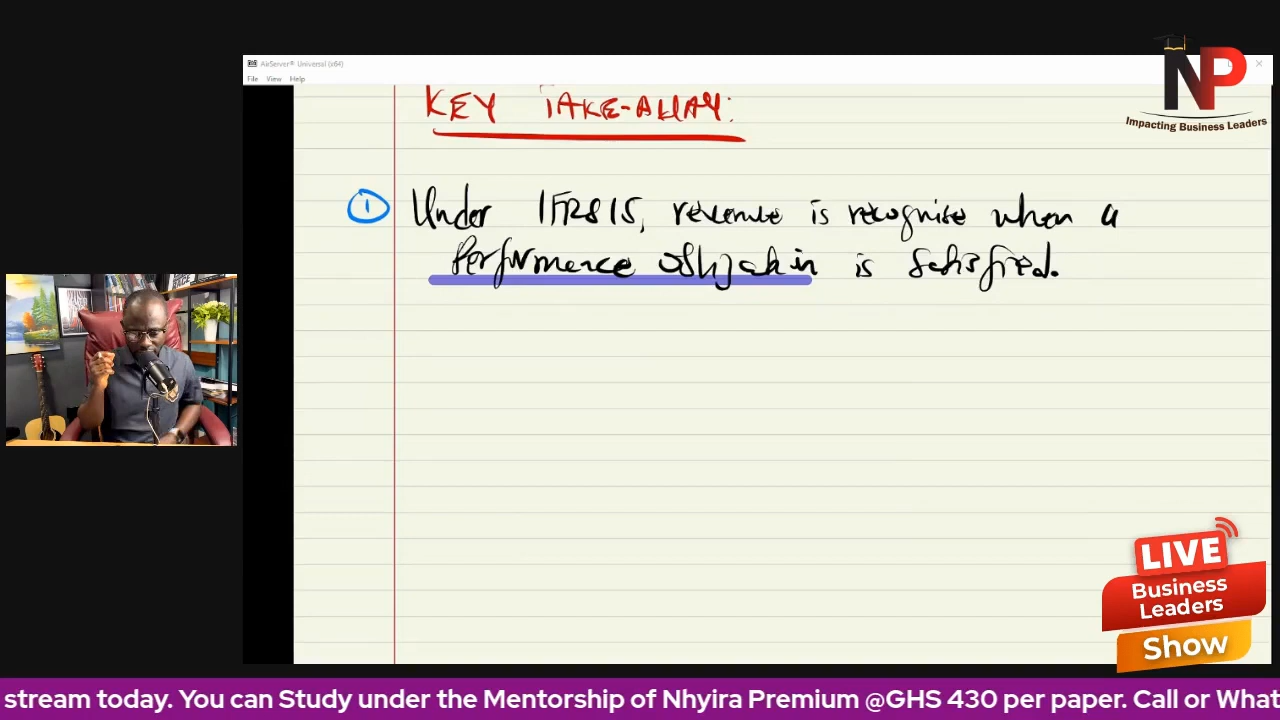 AirServer® Universal (x64)
File View Help
NP
Impacting Business Leaders
KEY TAKE-AWAY:
1 Under IFRS 15, revenue is recognise when a
Performance obligation is satisfied.
LIVE
Business
Leaders
Show
stream today. You can Study under the Mentorship of Nhyira Premium @GHS 430 per paper. Call or What